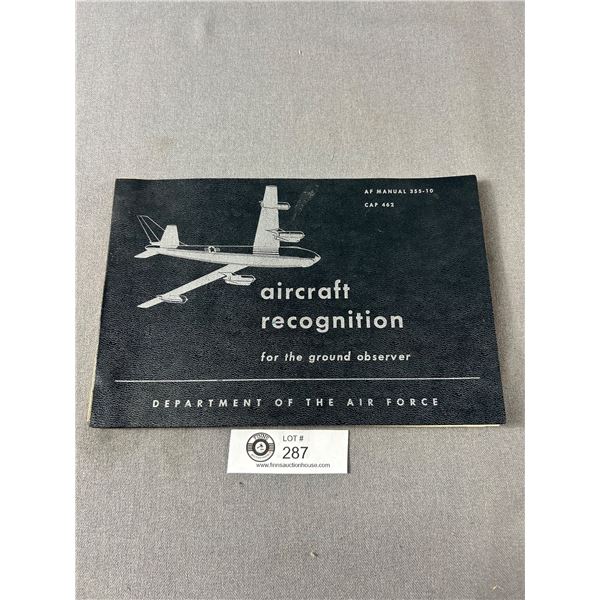 AF MANUAL 355-10
CAP 462
aircraft
recognition
for the ground observer
DEPARTMENT OF THE AIR FORCE
LOT #
287
www.finnsauctionhouse.com